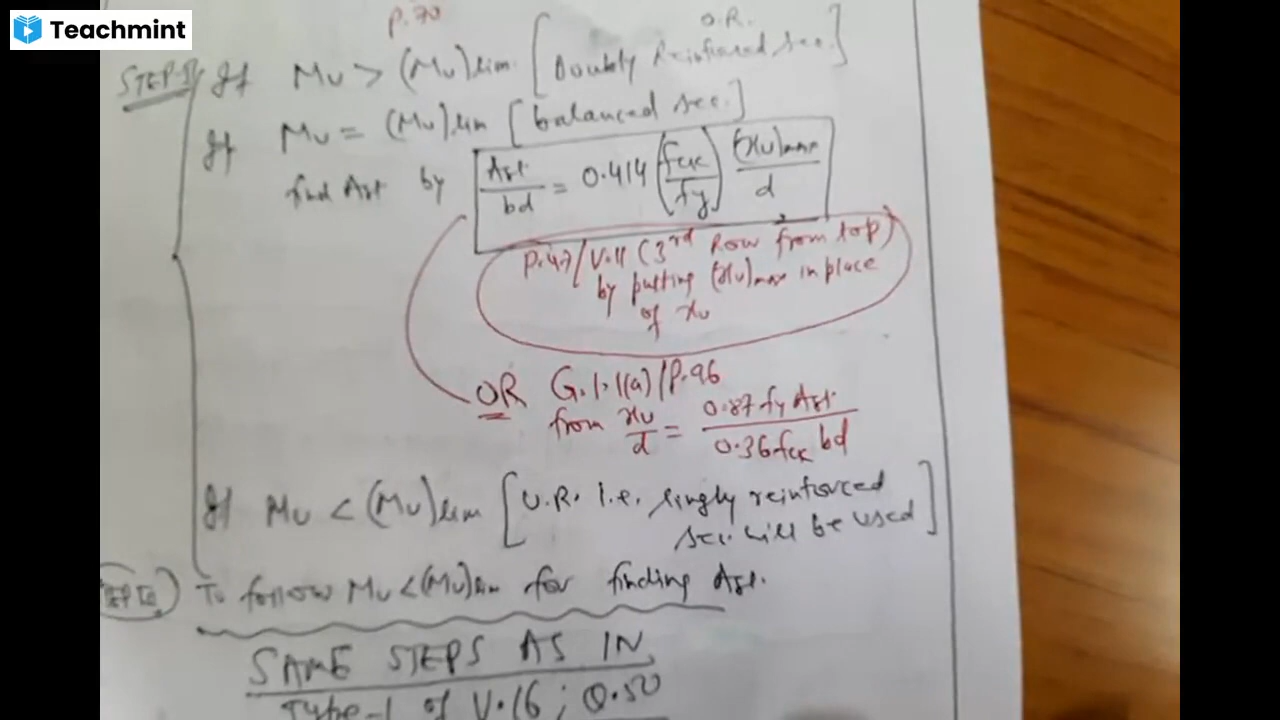 Teachmint
P.70
O.R.
STEP-II If Mu > (Mu)lim [Doubly Reinforced sec.]
If Mu = (Mu)lim [balanced sec.]
find Ast by Ast/bd = 0.414 (fck/fy) (xu)max/d
P.47/V.11 (3rd Row from top)
by putting (xu)max in place
of xu
OR G.1.1(a)/P.96
from xu/d = 0.87 fy Ast/0.36 fck bd
If Mu < (Mu)lim [U.R. i.e. singly reinforced
sec. will be used]
To follow Mu < (Mu)lim for finding Ast.
SAME STEPS AS IN
Type-1 of V.16; Q.50